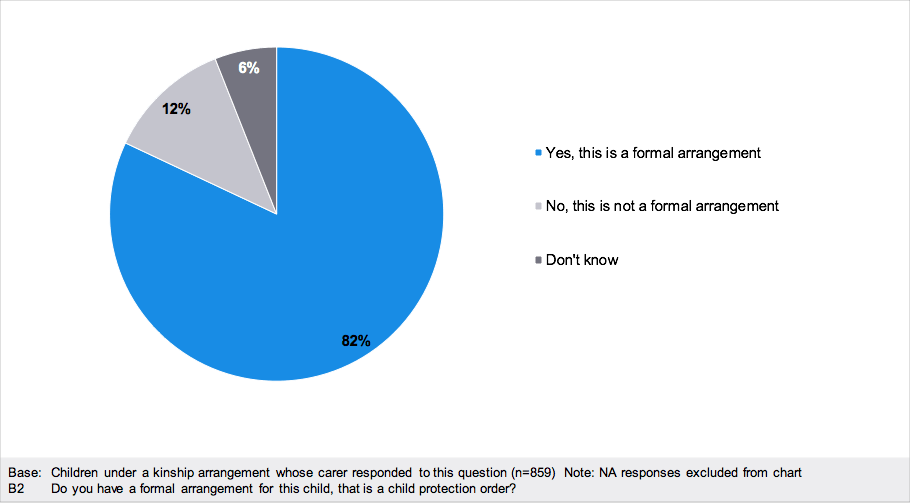 6%
12%
82%
Yes, this is a formal arrangement
No, this is not a formal arrangement
Don't know
Base: Children under a kinship arrangement whose carer responded to this question (n=859) Note: NA responses excluded from chart
B2 Do you have a formal arrangement for this child, that is a child protection order?